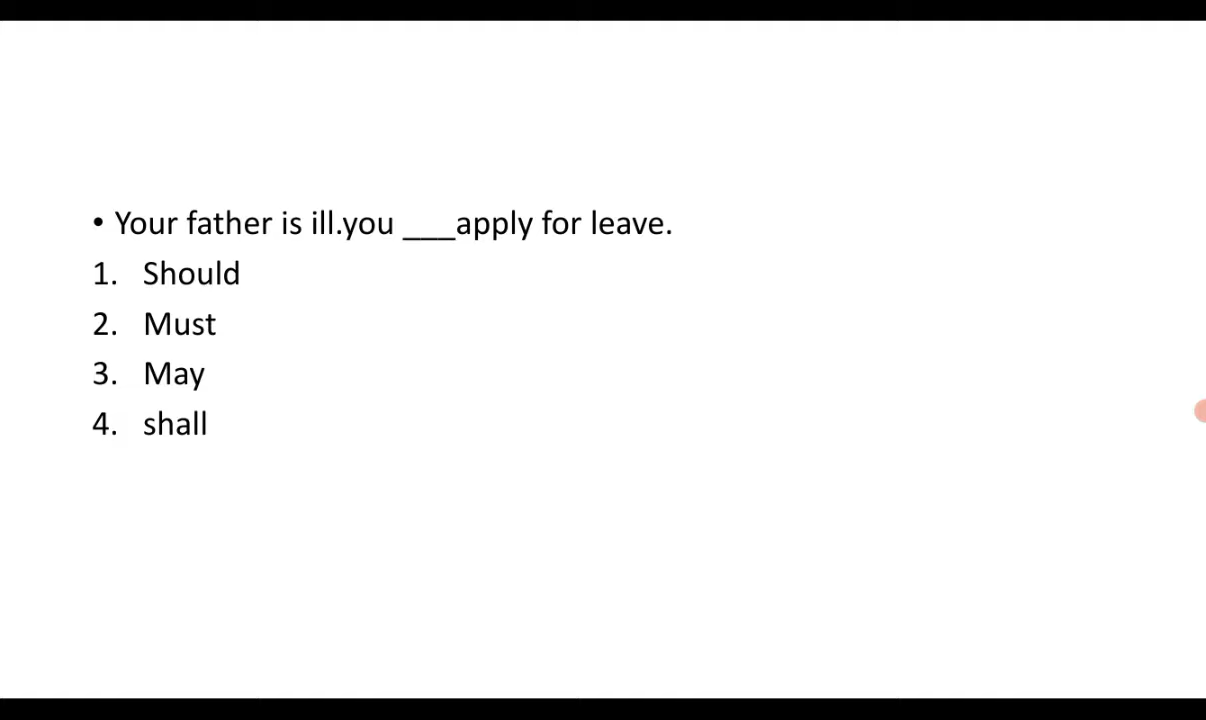 • Your father is ill.you ___apply for leave.
1. Should
2. Must
3. May
4. shall